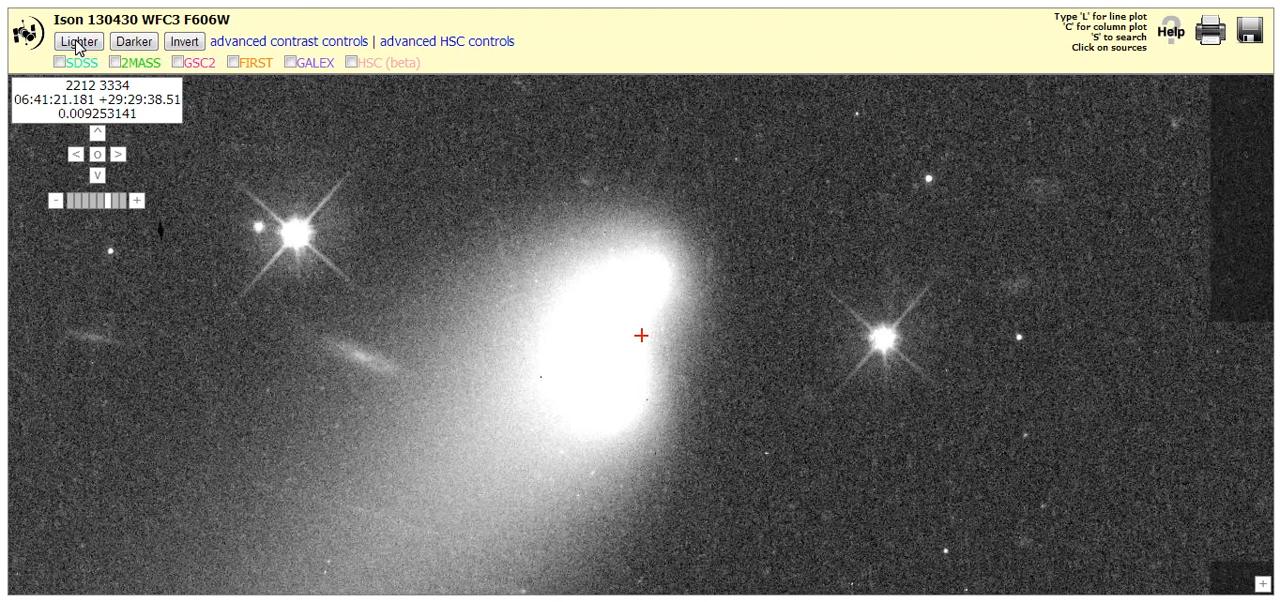 Ison 130430 WFC3 F606W
Lighter Darker Invert advanced contrast controls | advanced HSC controls
SDSS 2MASS GSC2 FIRST GALEX HSC (beta)
Type 'L' for line plot
'C' for column plot
'S' to search
Click on sources
Help
2212 3334
06:41:21.181 +29:29:38.51
0.009253141
^
< o >
v
- +
+